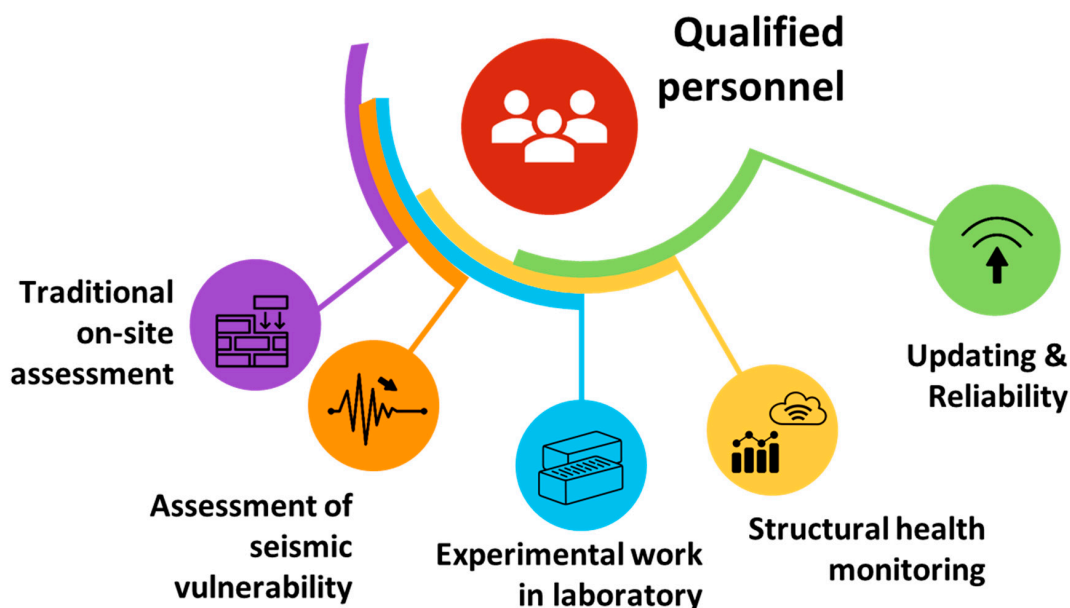 Qualified
personnel
Traditional
on-site
assessment
Assessment of
seismic
vulnerability
Experimental work
in laboratory
Structural health
monitoring
Updating &
Reliability